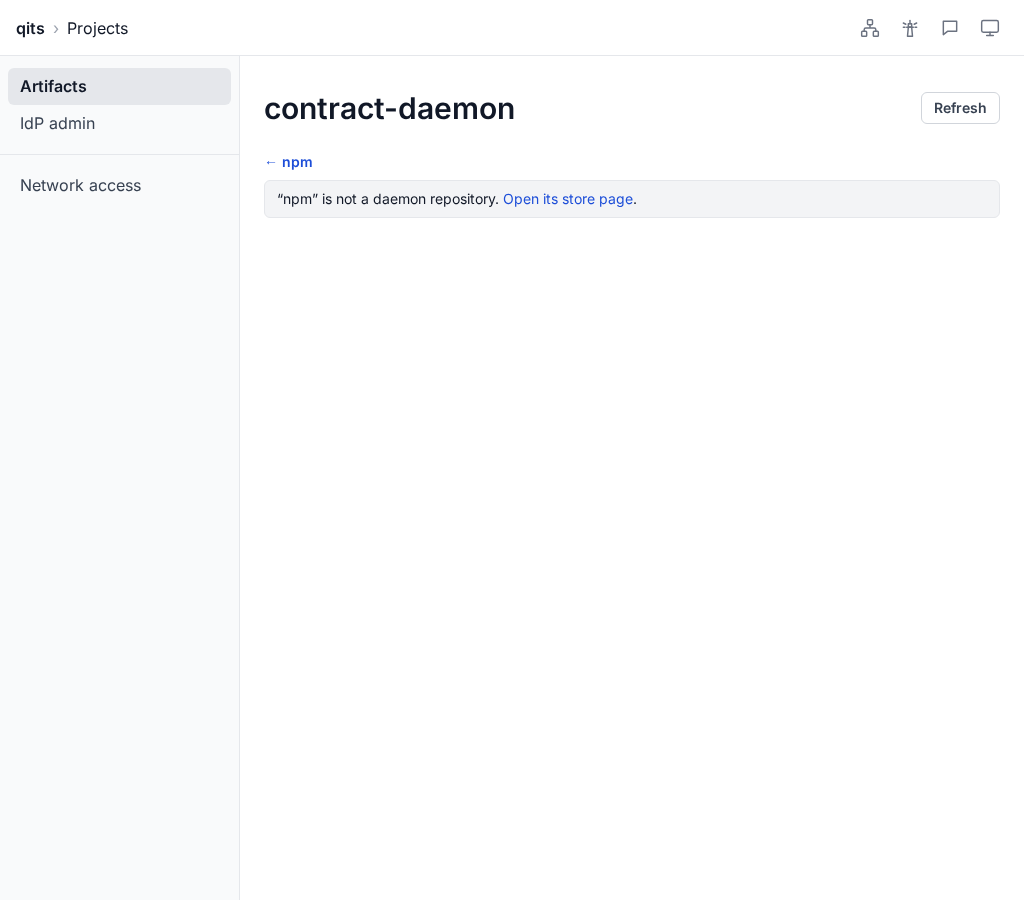 qits › Projects
Artifacts
IdP admin
Network access
contract-daemon
Refresh
← npm
“npm” is not a daemon repository. Open its store page.